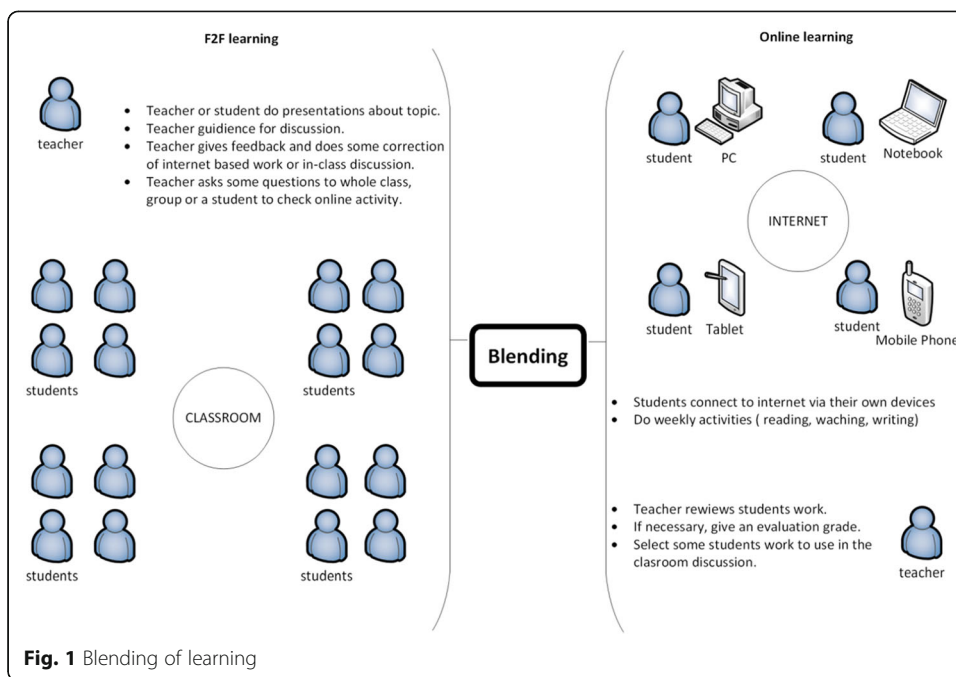 F2F learning
teacher
• Teacher or student do presentations about topic.
• Teacher guidience for discussion.
• Teacher gives feedback and does some correction
of internet based work or in-class discussion.
• Teacher asks some questions to whole class,
group or a student to check online activity.
students
students
CLASSROOM
students
students
Blending
Online learning
student
PC
student
Notebook
INTERNET
student
Tablet
student
Mobile Phone
• Students connect to internet via their own devices
• Do weekly activities ( reading, waching, writing)
• Teacher rewiews students work.
• If necessary, give an evaluation grade.
• Select some students work to use in the
clasroom discussion.
teacher
Fig. 1 Blending of learning